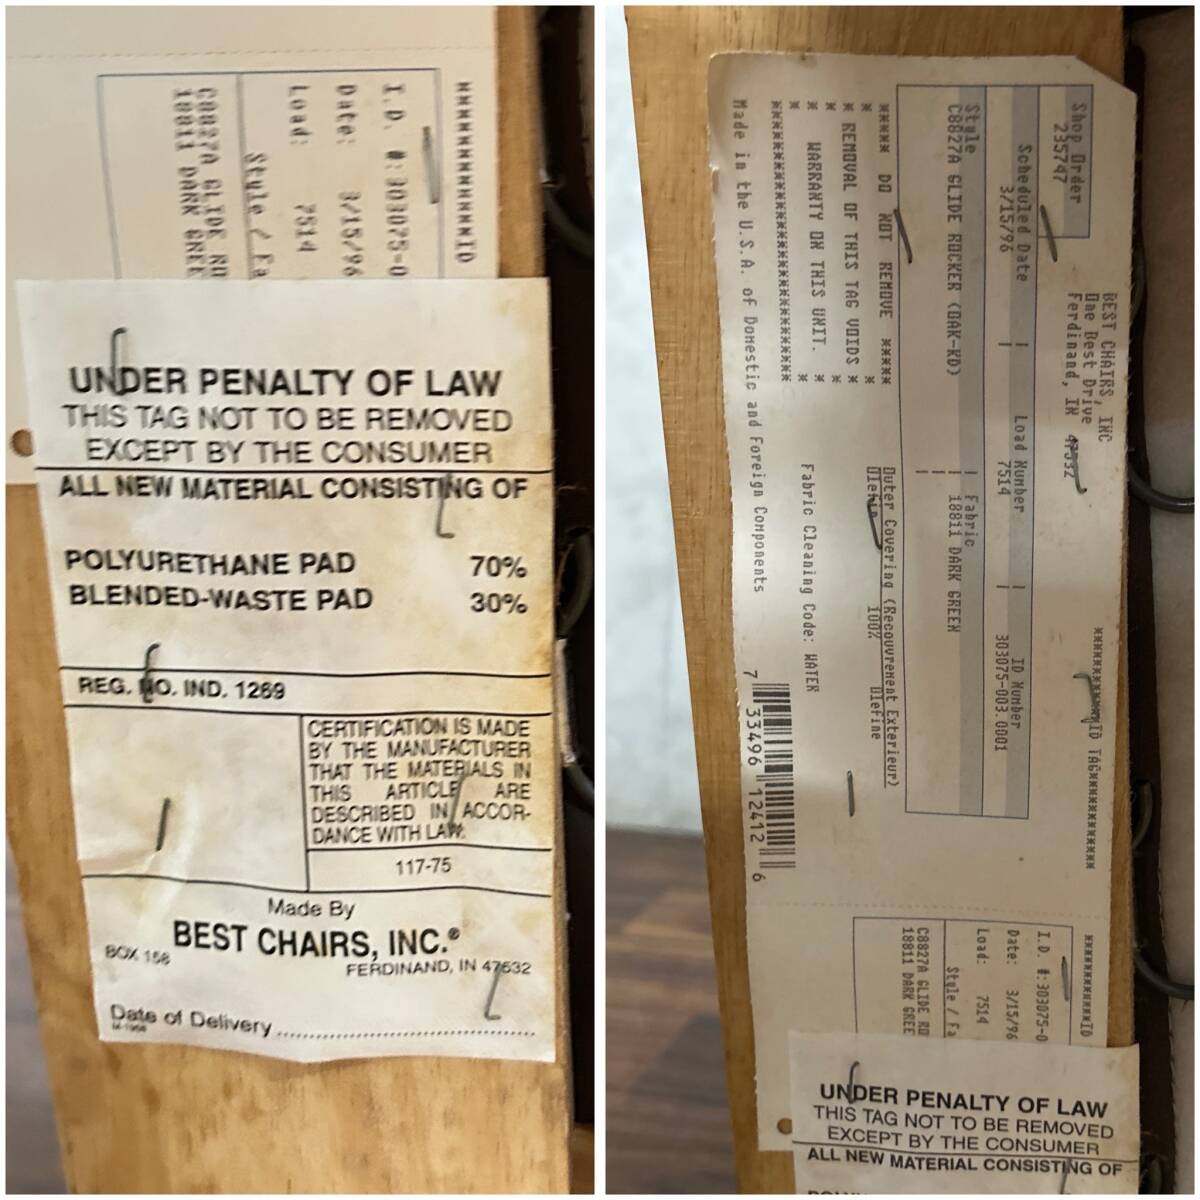 **********ID
I.D. #:303075-0
Date: 3/15/96
Load: 7514
Style / Fa
C8827A GLIDE RO
18811 DARK GREE
UNDER PENALTY OF LAW
THIS TAG NOT TO BE REMOVED
EXCEPT BY THE CONSUMER
ALL NEW MATERIAL CONSISTING OF
POLYURETHANE PAD 70%
BLENDED-WASTE PAD 30%
REG. NO. IND. 1269
CERTIFICATION IS MADE
BY THE MANUFACTURER
THAT THE MATERIALS IN
THIS ARTICLE ARE
DESCRIBED IN ACCOR-
DANCE WITH LAW.
117-75
Made By
BEST CHAIRS, INC.®
BOX 158
FERDINAND, IN 47532
Date of Delivery
BEST CHAIRS, INC
One Best Drive
Ferdinand, IN 47532
**********ID TAG**********
Shop Order
235747
Scheduled Date | Load Number | ID Number
3/15/96 7514 303075-003.0001
Style | Fabric
C8827A GLIDE ROCKER (OAK-RD) | 18811 DARK GREEN
***** DO NOT REMOVE *****
* REMOVAL OF THIS TAG VOIDS *
* WARRANTY ON THIS UNIT. *
*************************
Outer Covering (Recouvrement Exterieur)
Olefin 100% Olefine
Fabric Cleaning Code: WATER
Made in the U.S.A. of Domestic and Foreign Components
7 33496 12412 6
**********ID
I.D. #:303075-0
Date: 3/15/96
Load: 7514
Style / Fa
C8827A GLIDE RO
18811 DARK GREE
UNDER PENALTY OF LAW
THIS TAG NOT TO BE REMOVED
EXCEPT BY THE CONSUMER
ALL NEW MATERIAL CONSISTING OF